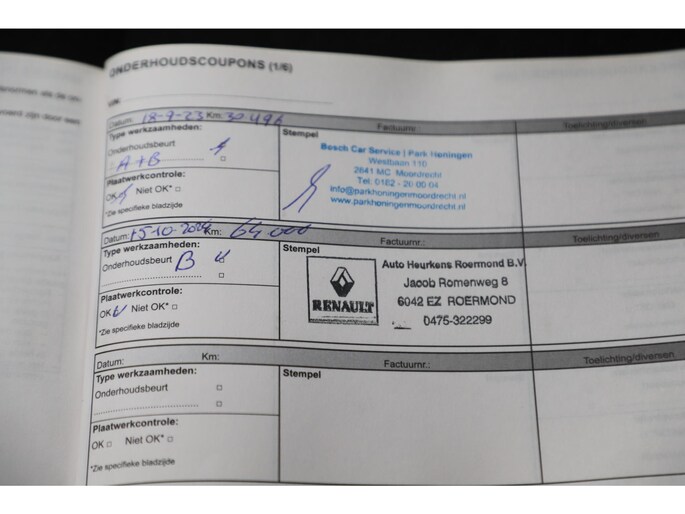 ONDERHOUDSCOUPONS (1/6)
Datum: 18-9-23 Km: 30496 Factuurnr. Toelichting/diversen
Type werkzaamheden:
Onderhoudsbeurt
A+B
Plaatwerkcontrole:
OK Niet OK*
*Zie specifieke bladzijde
Stempel
Bosch Car Service | Park Heningen
Westbaan 110
2841 MC Moordrecht
Tel: 0182 - 20 00 04
info@parkheningenmoordrecht.nl
www.parkheningenmoordrecht.nl
Datum: 15-10-2024 Km: 64000 Factuurnr.: Toelichting/diversen
Type werkzaamheden:
Onderhoudsbeurt
B
Plaatwerkcontrole:
OK Niet OK*
*Zie specifieke bladzijde
Stempel
RENAULT
Auto Heurkens Roermond B.V.
Jacob Romenweg 8
6042 EZ ROERMOND
0475-322299
Datum: Km: Factuurnr.: Toelichting/diversen
Type werkzaamheden:
Onderhoudsbeurt
Plaatwerkcontrole:
OK Niet OK*
*Zie specifieke bladzijde
Stempel